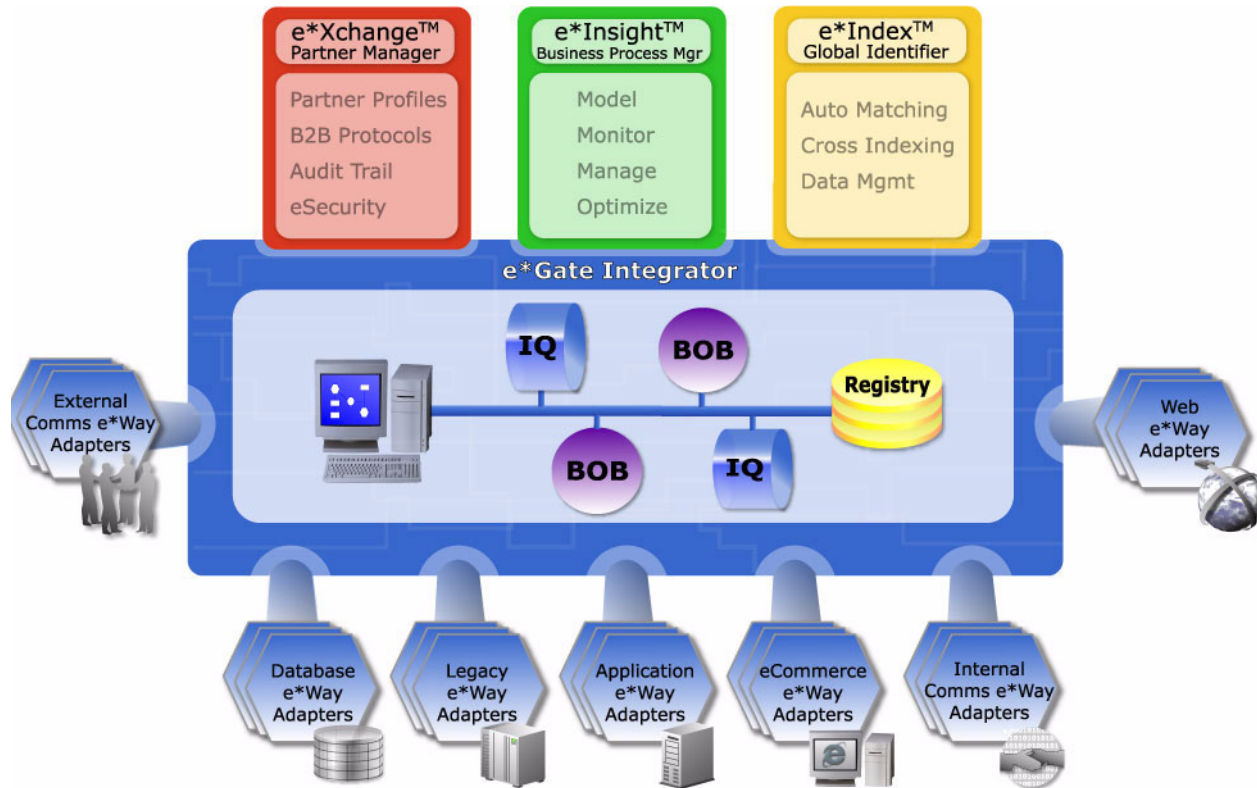 e*Xchange™
Partner Manager
Partner Profiles
B2B Protocols
Audit Trail
eSecurity
e*Insight™
Business Process Mgr
Model
Monitor
Manage
Optimize
e*Index™
Global Identifier
Auto Matching
Cross Indexing
Data Mgmt
e*Gate Integrator
IQ
BOB
Registry
BOB
IQ
External
Comms e*Way
Adapters
Web
e*Way
Adapters
Database
e*Way
Adapters
Legacy
e*Way
Adapters
Application
e*Way
Adapters
eCommerce
e*Way
Adapters
Internal
Comms e*Way
Adapters